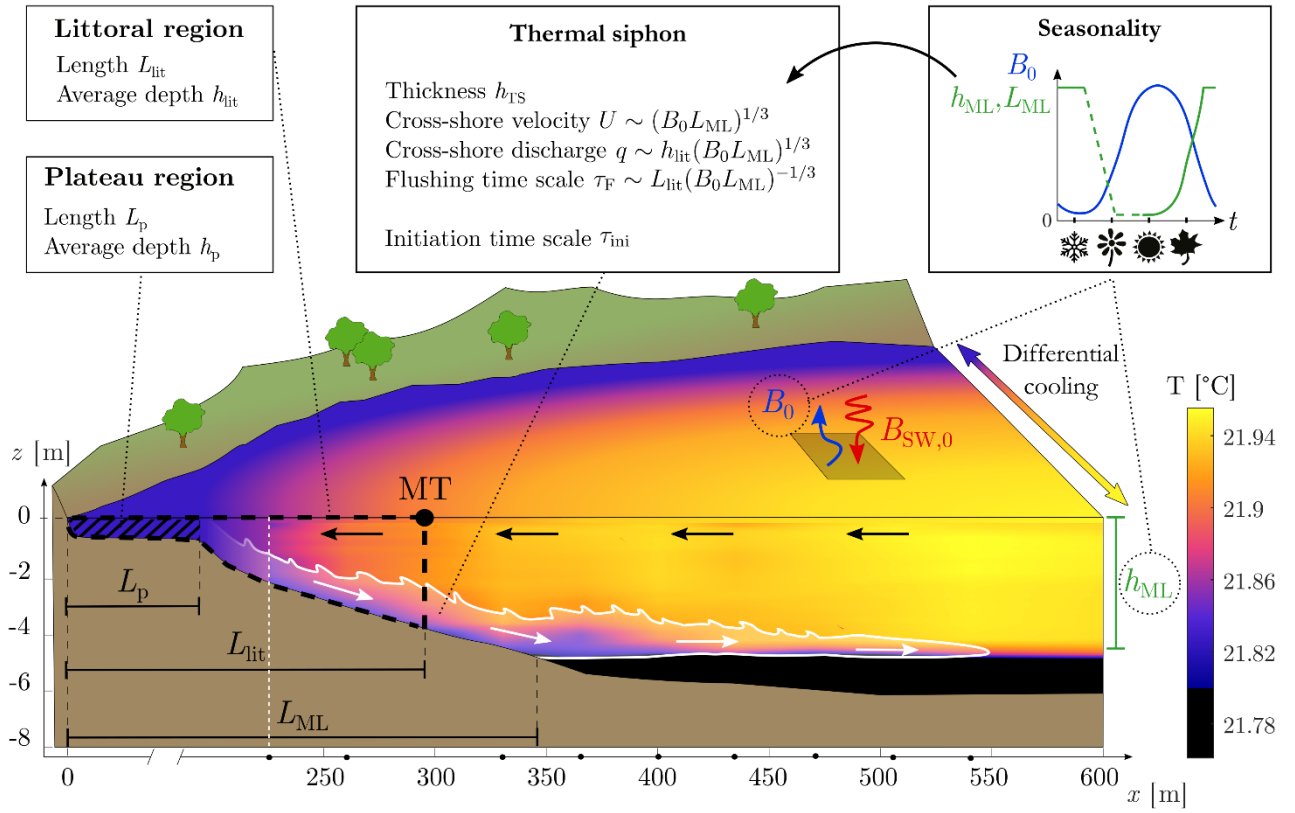 Littoral region
Length L_lit
Average depth h_lit
Plateau region
Length L_p
Average depth h_p
Thermal siphon
Thickness h_TS
Cross-shore velocity U ∼ (B_0 L_ML)^{1/3}
Cross-shore discharge q ∼ h_lit(B_0 L_ML)^{1/3}
Flushing time scale τ_F ∼ L_lit(B_0 L_ML)^{−1/3}
Initiation time scale τ_ini
Seasonality
B_0
h_ML, L_ML
0
t
Differential
cooling
B_0
B_SW,0
T [°C]
21.94
21.9
21.86
21.82
21.78
z [m]
0
-2
-4
-6
-8
MT
h_ML
L_p
L_lit
L_ML
0
250
300
350
400
450
500
550
600
x [m]